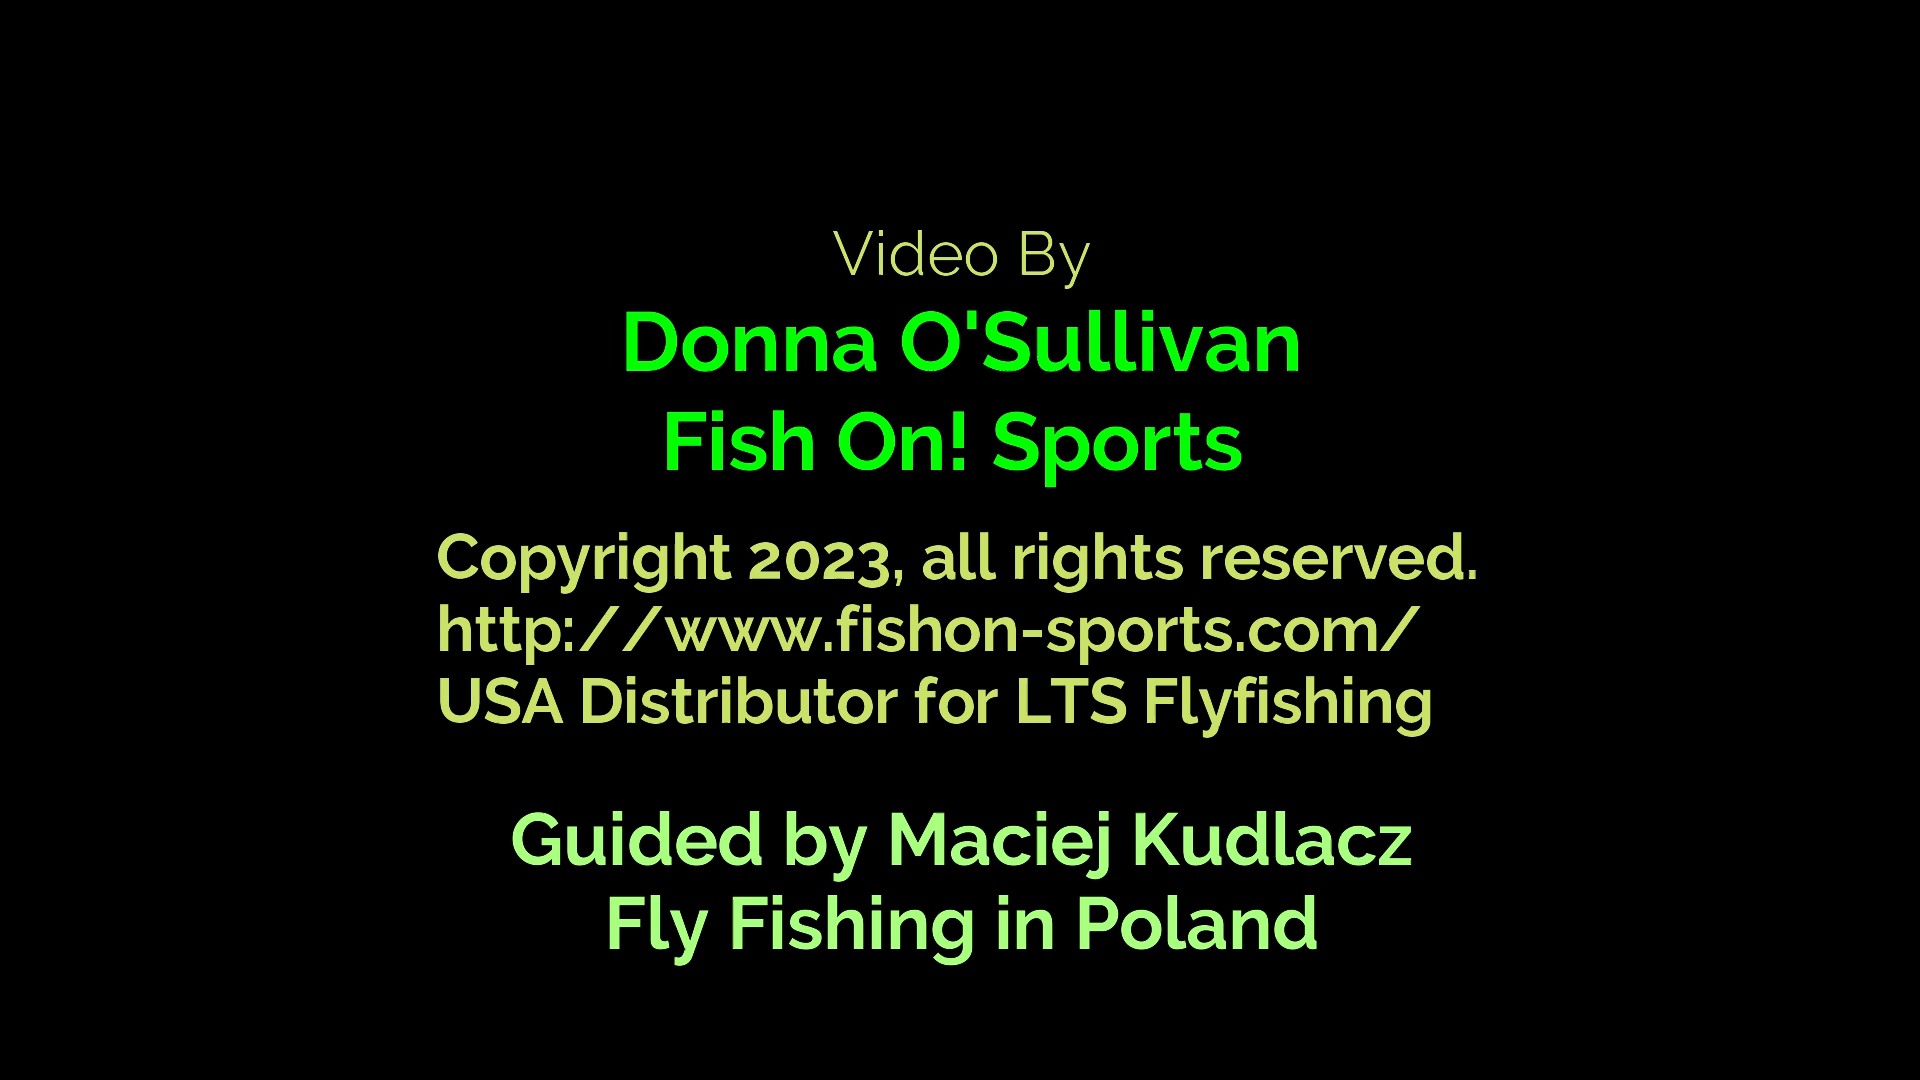 Video By
Donna O'Sullivan
Fish On! Sports
Copyright 2023, all rights reserved.
http://www.fishon-sports.com/
USA Distributor for LTS Flyfishing
Guided by Maciej Kudlacz
Fly Fishing in Poland